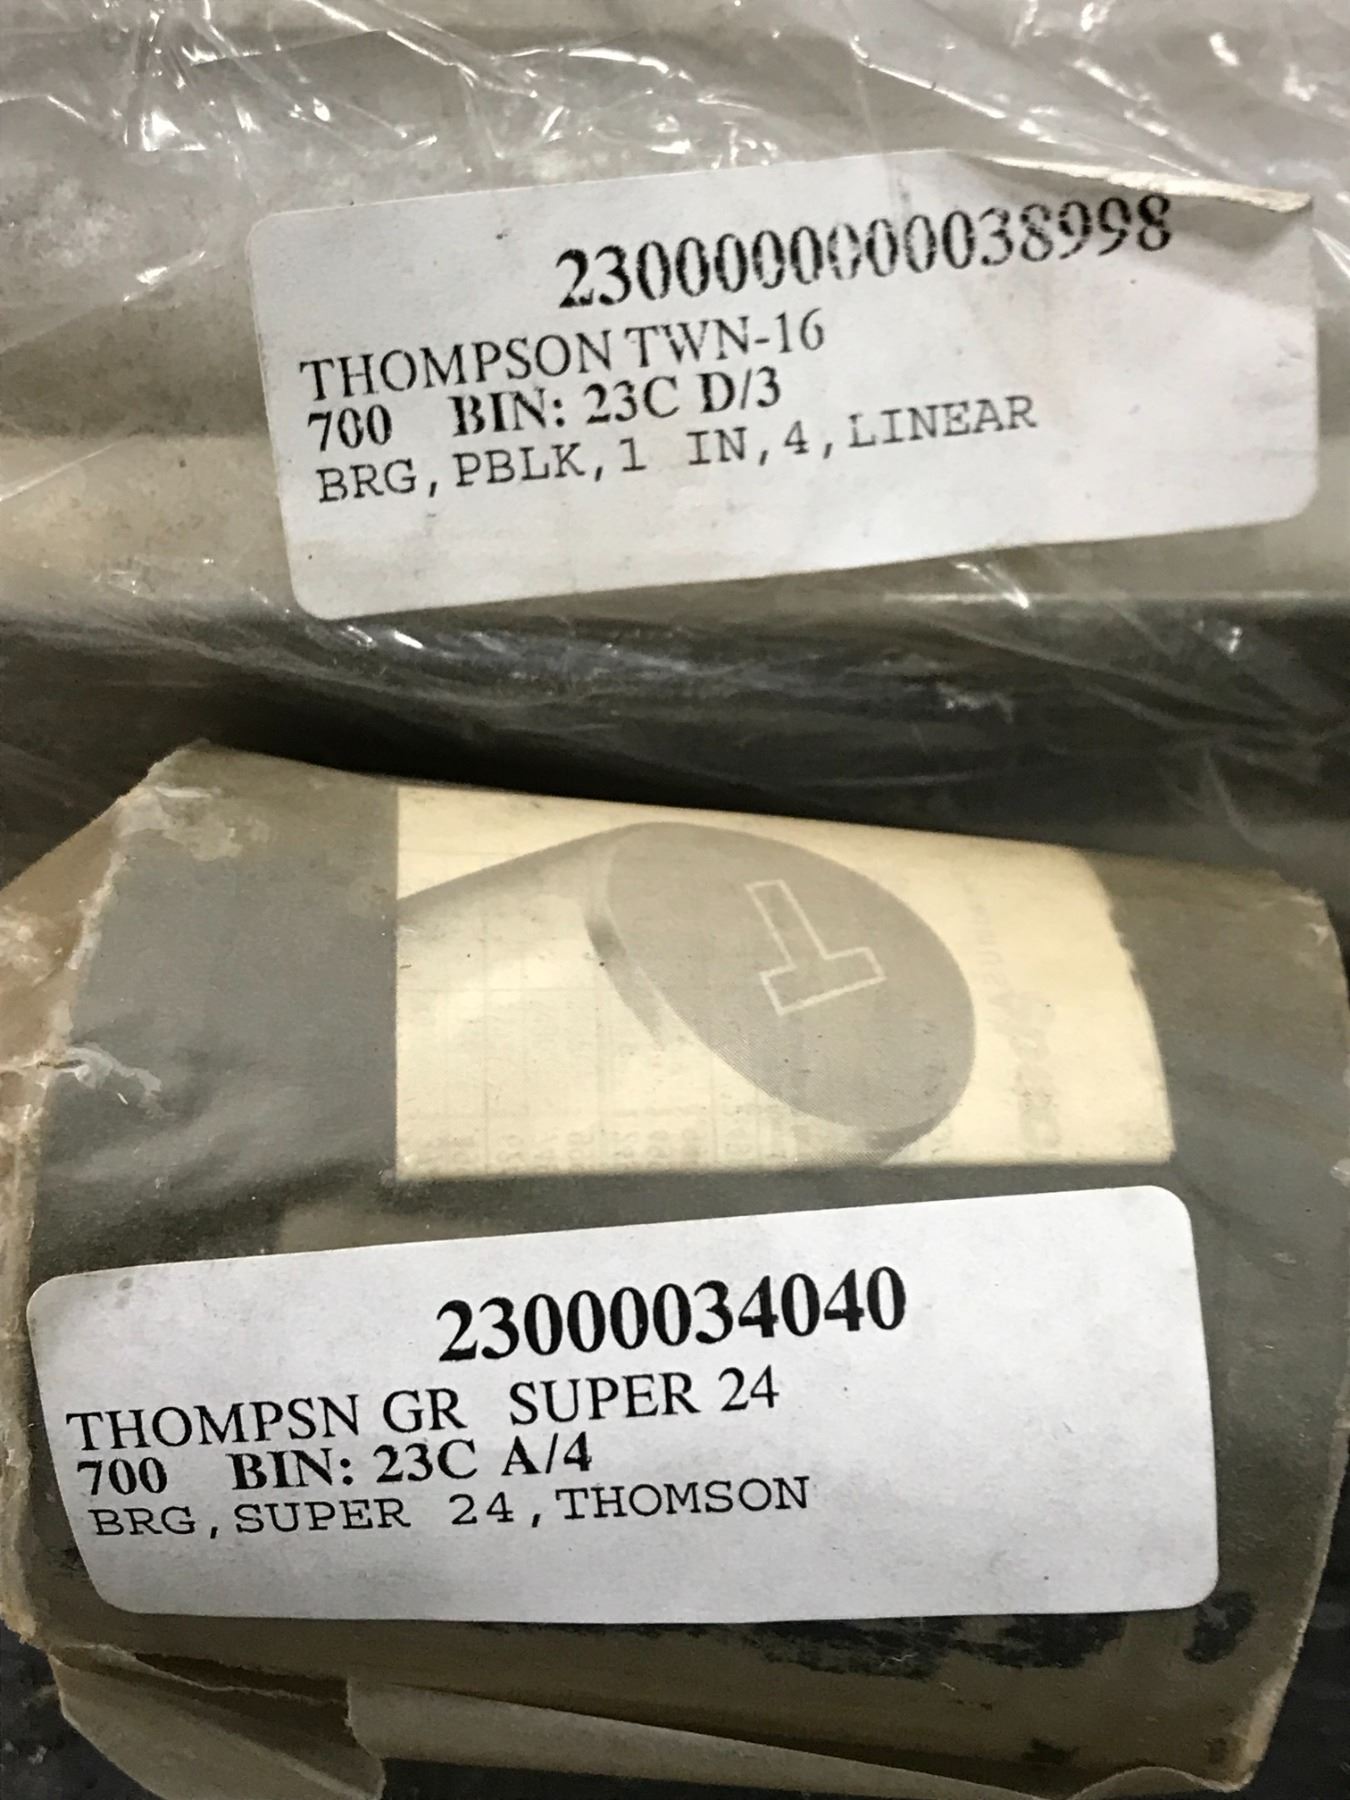 2300000000038998
THOMPSON TWN-16
700 BIN: 23C D/3
BRG,PBLK,1 IN,4,LINEAR
T
23000034040
THOMPSN GR SUPER 24
700 BIN: 23C A/4
BRG,SUPER 24,THOMSON